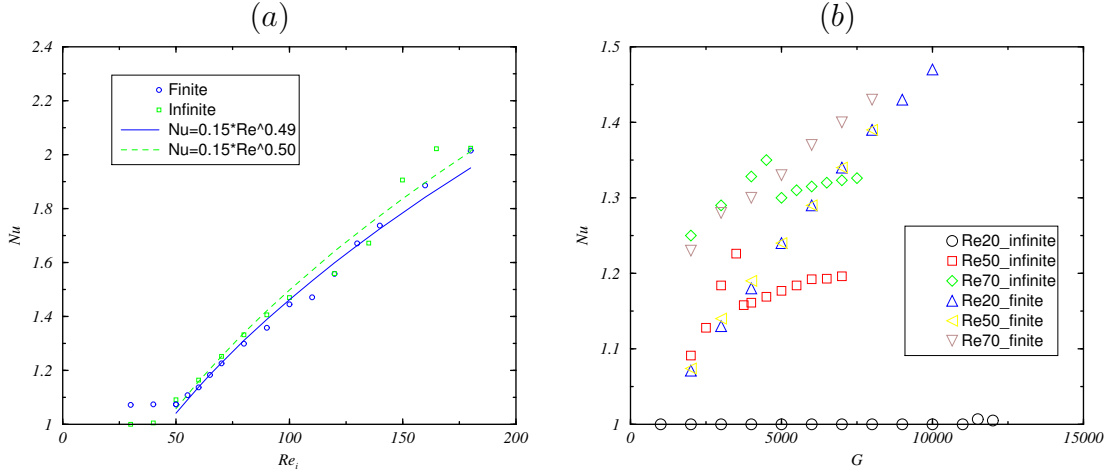 (a)
2.4
2.2
2
1.8
1.6
1.4
1.2
1
Nu
Finite
Infinite
Nu=0.15*Re^0.49
Nu=0.15*Re^0.50
0 50 100 150 200
Re_i
(b)
1.5
1.4
1.3
1.2
1.1
1
Nu
Re20_infinite
Re50_infinite
Re70_infinite
Re20_finite
Re50_finite
Re70_finite
0 5000 10000 15000
G